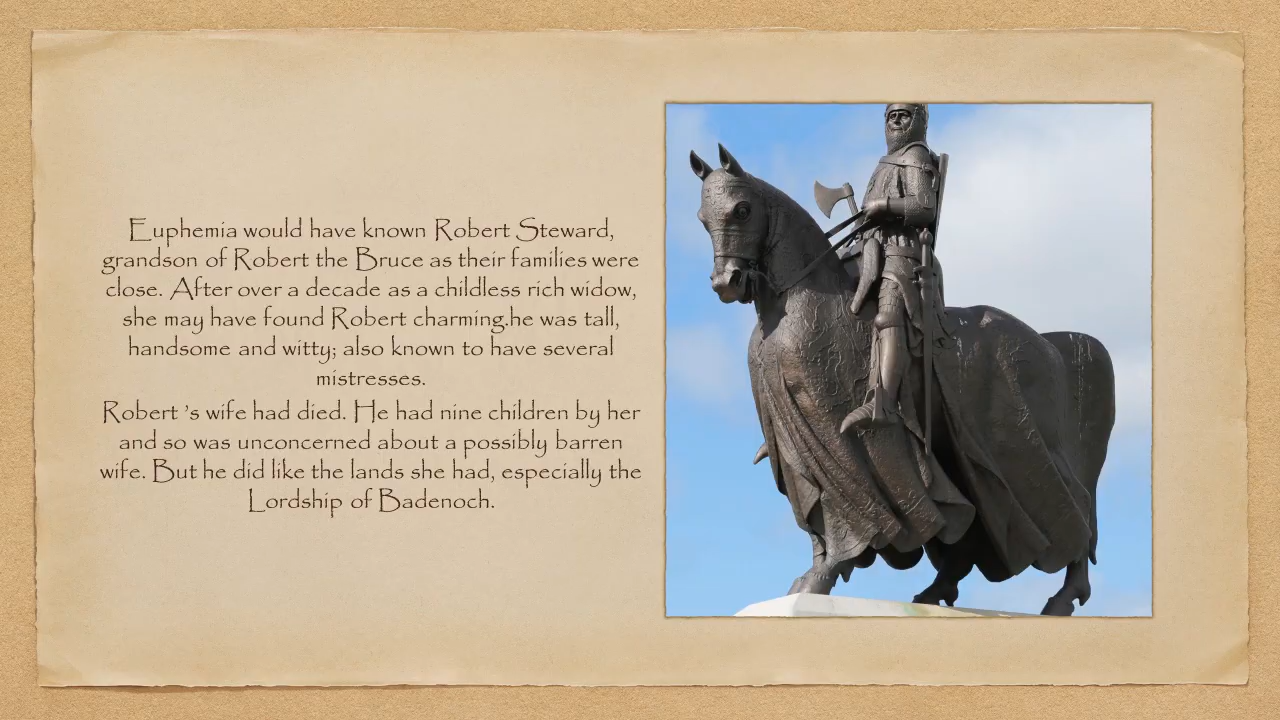 Euphemia would have known Robert Steward,
grandson of Robert the Bruce as their families were
close. After over a decade as a childless rich widow,
she may have found Robert charming.he was tall,
handsome and witty; also known to have several
mistresses.
Robert 's wife had died. He had nine children by her
and so was unconcerned about a possibly barren
wife. But he did like the lands she had, especially the
Lordship of Badenoch.